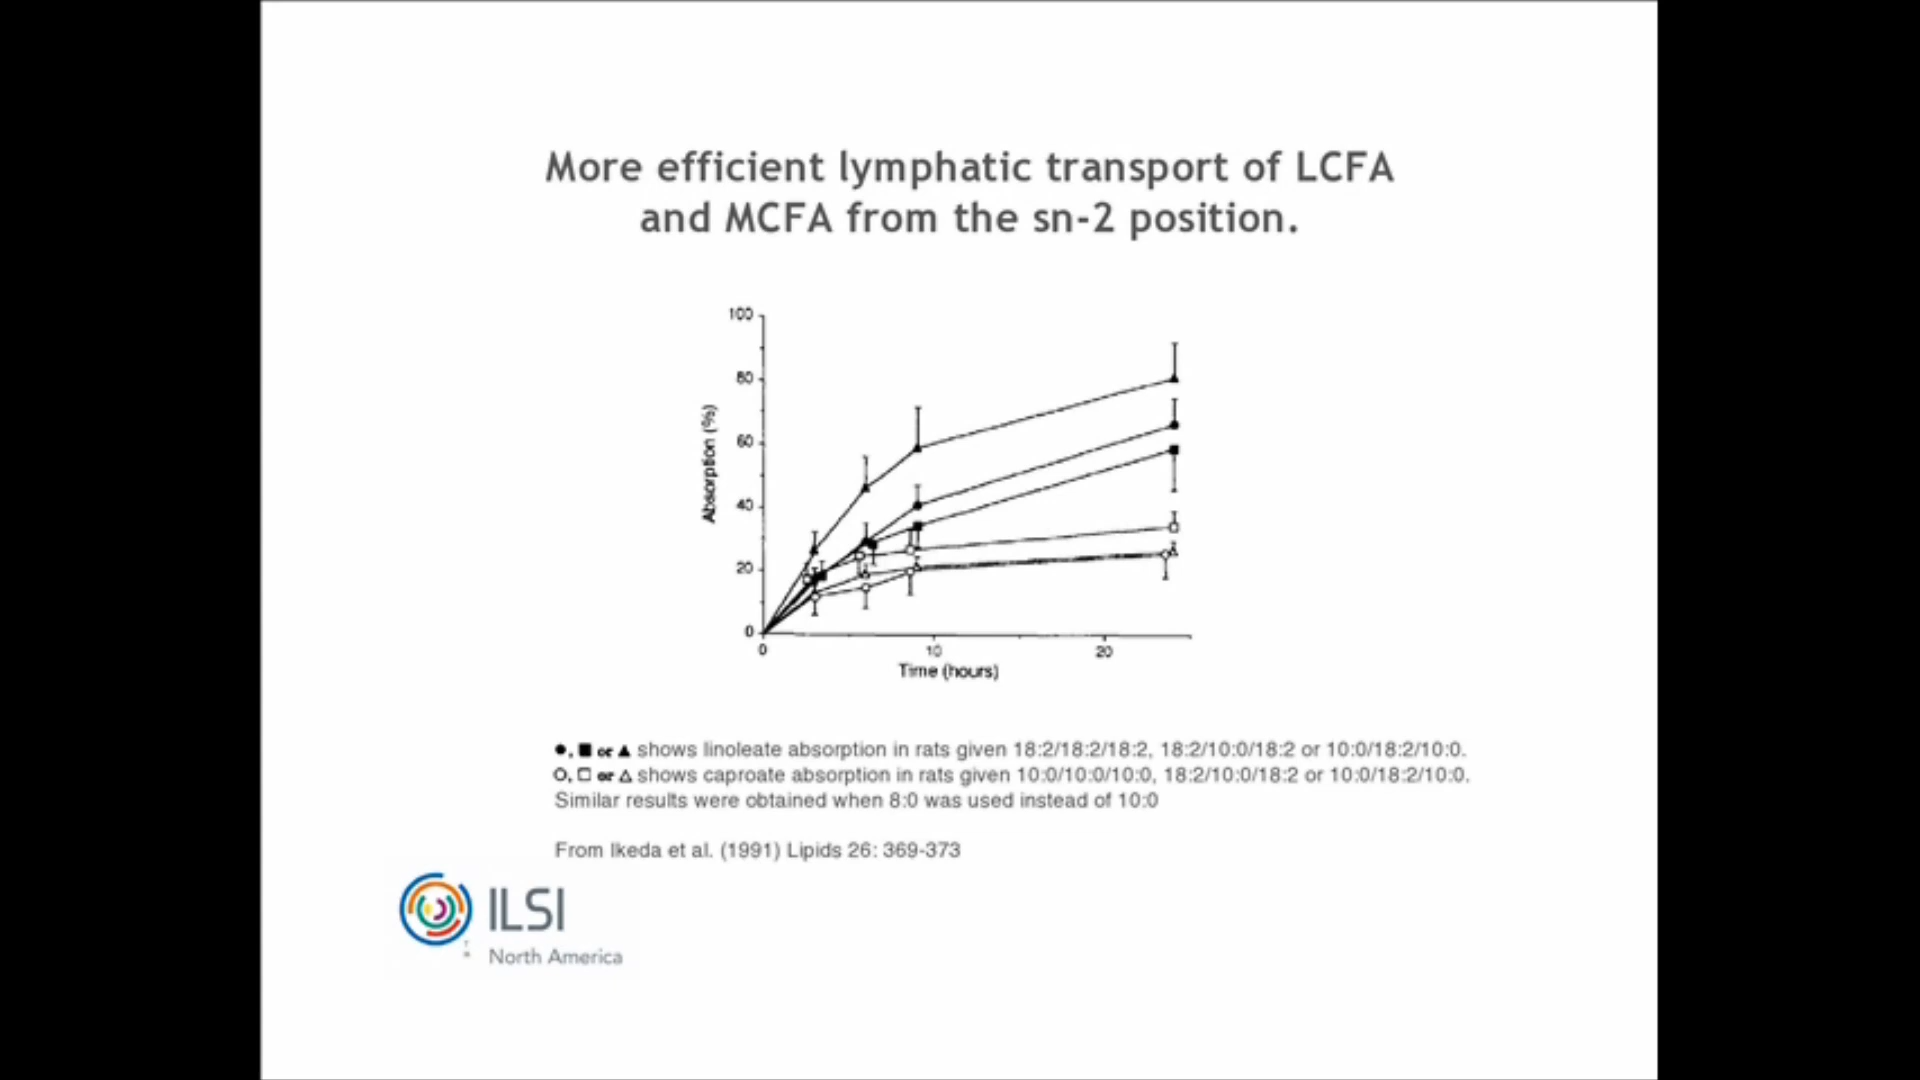 More efficient lymphatic transport of LCFA
and MCFA from the sn-2 position.
100
80
60
40
20
0
Absorption (%)
0
10
20
Time (hours)
●, ■ or ▲ shows linoleate absorption in rats given 18:2/18:2/18:2, 18:2/10:0/18:2 or 10:0/18:2/10:0.
○, □ or △ shows caproate absorption in rats given 10:0/10:0/10:0, 18:2/10:0/18:2 or 10:0/18:2/10:0.
Similar results were obtained when 8:0 was used instead of 10:0
From Ikeda et al. (1991) Lipids 26: 369-373
ILSI
North America